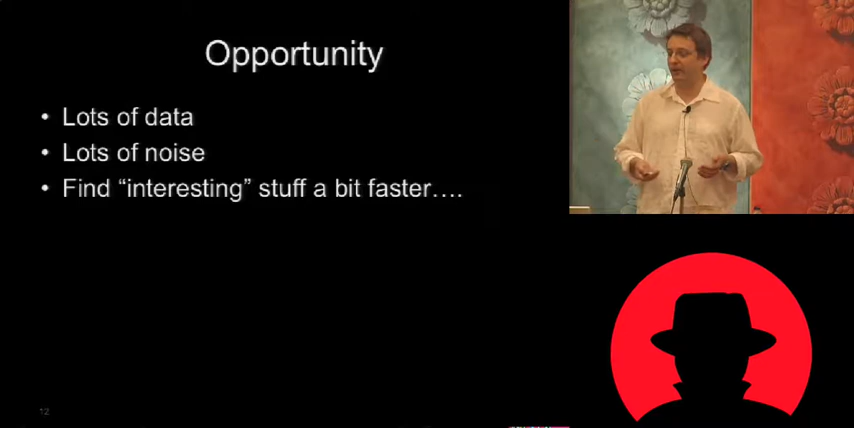 Opportunity
• Lots of data
• Lots of noise
• Find “interesting” stuff a bit faster….
12